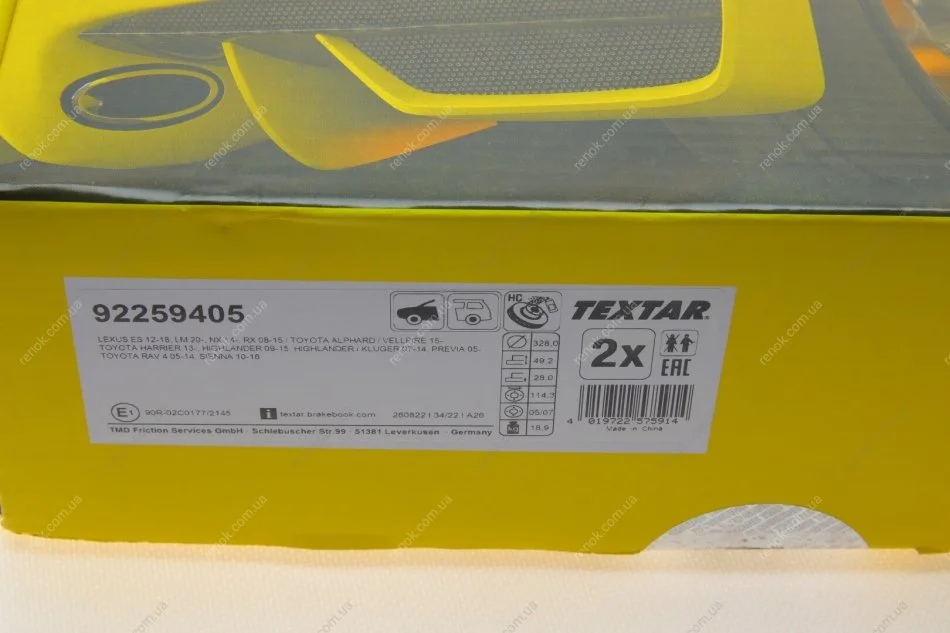 92259405
HC
TEXTAR
LEXUS ES 12-18, LM 20-, NX 14-, RX 08-15 / TOYOTA ALPHARD / VELLFIRE 15-
TOYOTA HARRIER 13-, HIGHLANDER 09-15, HIGHLANDER / KLUGER 07-14, PREVIA 05-
TOYOTA RAV 4 05-14, SIENNA 10-18
328,0
49,2
28,0
114,3
05/07
18,9
2x
EAC
E1 90R-02C0177/2145
i textar.brakebook.com
260822 I 34/22 I A26
4 019722 575914
Made in China
TMD Friction Services GmbH · Schlebuscher Str.99 · 51381 Leverkusen · Germany
renok.com.ua